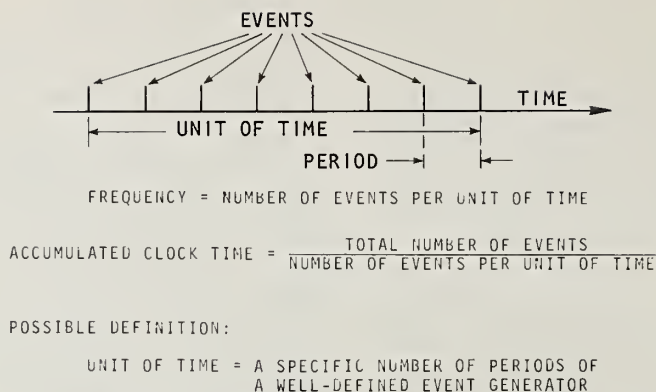 EVENTS
TIME
UNIT OF TIME
PERIOD
FREQUENCY = NUMBER OF EVENTS PER UNIT OF TIME
ACCUMULATED CLOCK TIME = TOTAL NUMBER OF EVENTS
NUMBER OF EVENTS PER UNIT OF TIME
POSSIBLE DEFINITION:
UNIT OF TIME = A SPECIFIC NUMBER OF PERIODS OF
A WELL-DEFINED EVENT GENERATOR